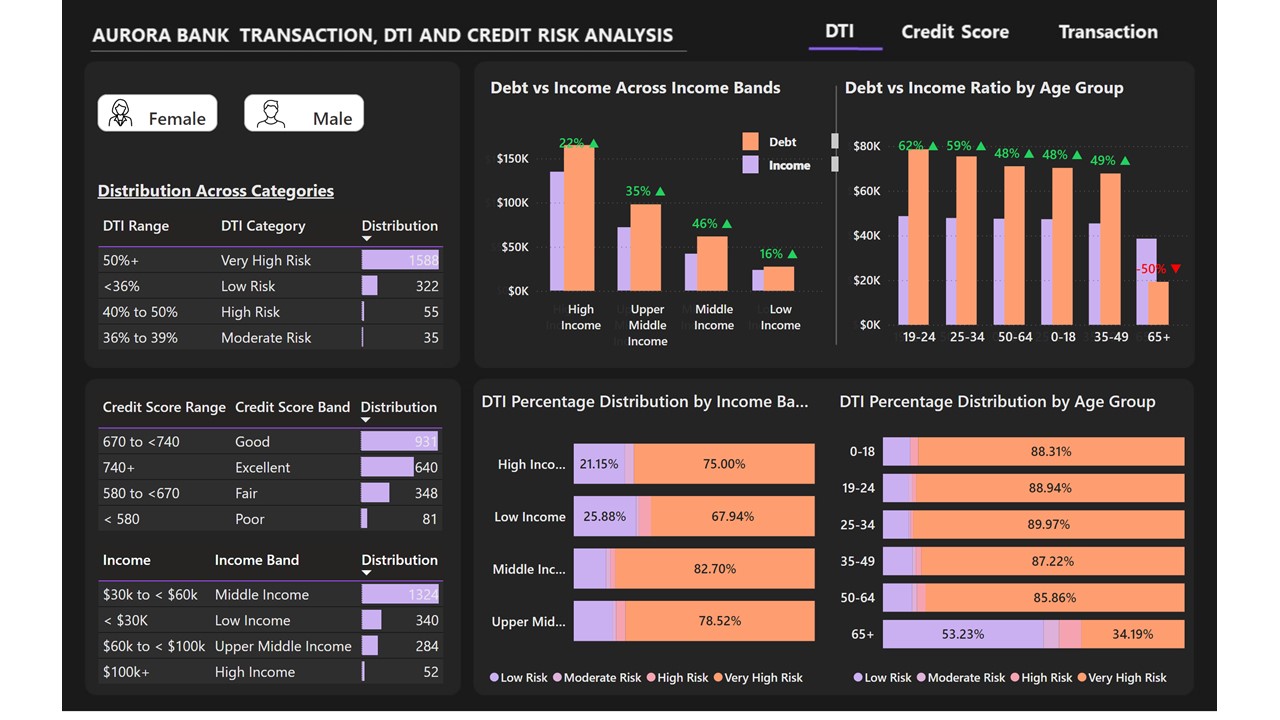 AURORA BANK TRANSACTION, DTI AND CREDIT RISK ANALYSIS
DTI Credit Score Transaction
Female Male
Distribution Across Categories
DTI Range DTI Category Distribution
50%+ Very High Risk 1588
<36% Low Risk 322
40% to 50% High Risk 55
36% to 39% Moderate Risk 35
Debt vs Income Across Income Bands
Debt
Income
22% 35% 46% 16%
$150K
$100K
$50K
$0K
High Income
Upper Middle Income
Middle Income
Low Income
Debt vs Income Ratio by Age Group
62% 59% 48% 48% 49% -50%
$80K
$60K
$40K
$20K
$0K
19-24 25-34 50-64 0-18 35-49 65+
Credit Score Range Credit Score Band Distribution
670 to <740 Good 931
740+ Excellent 640
580 to <670 Fair 348
< 580 Poor 81
Income Income Band Distribution
$30k to < $60k Middle Income 1324
< $30K Low Income 340
$60k to < $100k Upper Middle Income 284
$100k+ High Income 52
DTI Percentage Distribution by Income Ba...
High Inco... 21.15% 75.00%
Low Income 25.88% 67.94%
Middle Inc... 82.70%
Upper Mid... 78.52%
Low Risk Moderate Risk High Risk Very High Risk
DTI Percentage Distribution by Age Group
0-18 88.31%
19-24 88.94%
25-34 89.97%
35-49 87.22%
50-64 85.86%
65+ 53.23% 34.19%
Low Risk Moderate Risk High Risk Very High Risk